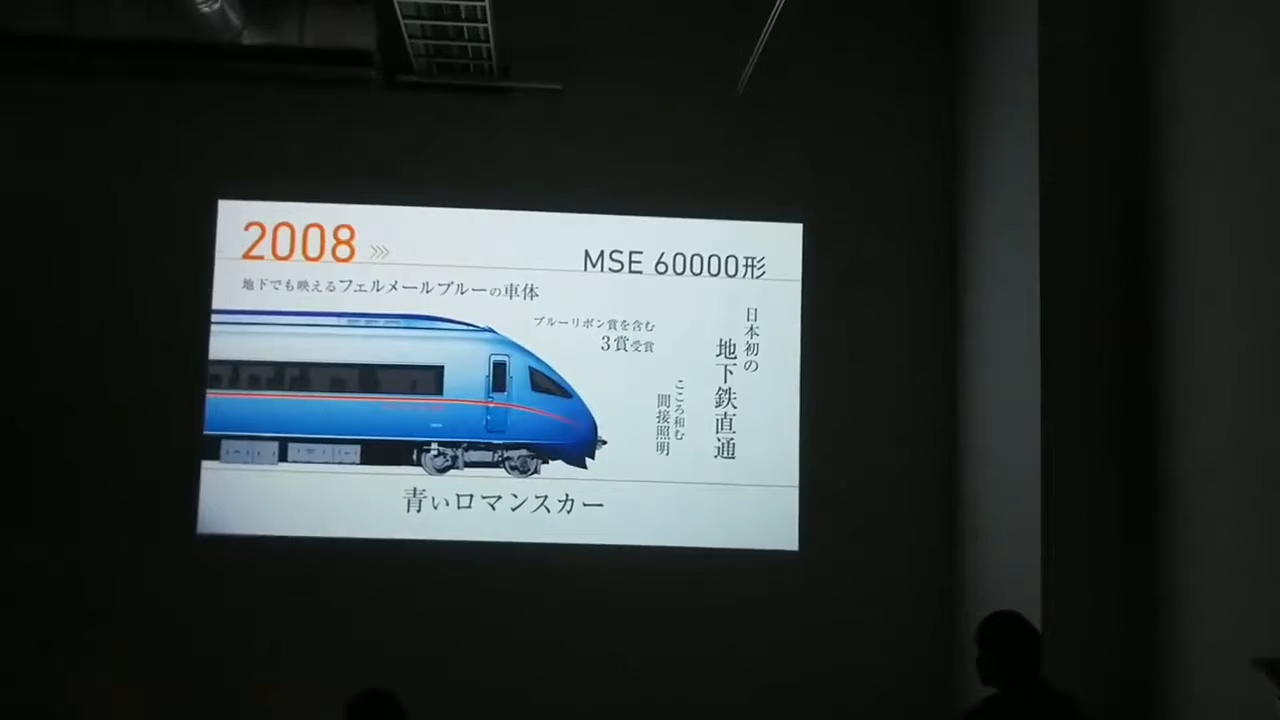 2008
MSE 60000形
地下でも映えるフェルメールブルーの車体
ブルーリボン賞を含む
3賞受賞
日本初の
地下鉄直通
こころ和む
間接照明
青いロマンスカー